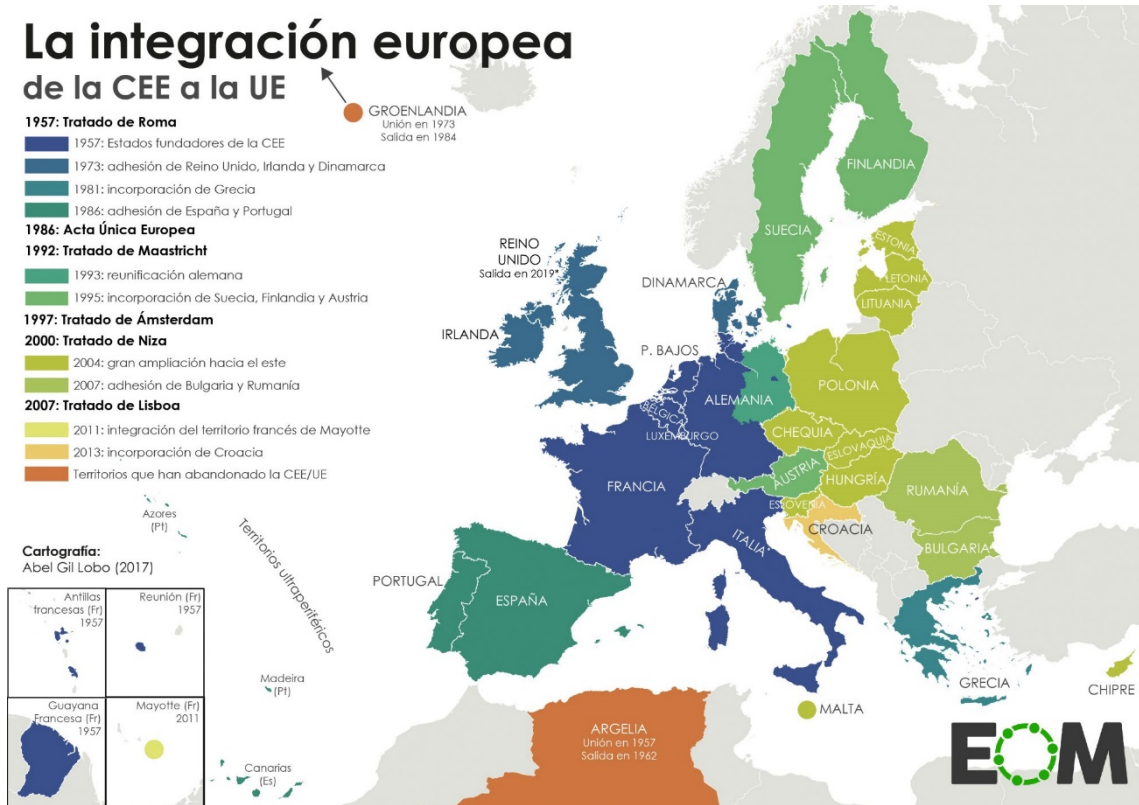 La integración europea
de la CEE a la UE
GROENLANDIA
Unión en 1973
Salida en 1984
1957: Tratado de Roma
1957: Estados fundadores de la CEE
1973: adhesión de Reino Unido, Irlanda y Dinamarca
1981: incorporación de Grecia
1986: adhesión de España y Portugal
1986: Acta Única Europea
1992: Tratado de Maastricht
1993: reunificación alemana
1995: incorporación de Suecia, Finlandia y Austria
1997: Tratado de Ámsterdam
2000: Tratado de Niza
2004: gran ampliación hacia el este
2007: adhesión de Bulgaria y Rumanía
2007: Tratado de Lisboa
2011: integración del territorio francés de Mayotte
2013: incorporación de Croacia
Territorios que han abandonado la CEE/UE
FINLANDIA
SUECIA
ESTONIA
LETONIA
LITUANIA
REINO
UNIDO
Salida en 2019*
DINAMARCA
IRLANDA
P. BAJOS
BÉLGICA
LUXEMBURGO
ALEMANIA
POLONIA
CHEQUIA
ESLOVAQUIA
AUSTRIA
HUNGRÍA
RUMANÍA
FRANCIA
ESLOVENIA
CROACIA
ITALIA*
BULGARIA
PORTUGAL
ESPAÑA
GRECIA
CHIPRE
MALTA
ARGELIA
Unión en 1957
Salida en 1962
Azores
(Pt)
Territorios ultraperiféricos
Madeira
(Pt)
Canarias
(Es)
Cartografía:
Abel Gil Lobo (2017)
Antillas
francesas (Fr)
1957
Reunión (Fr)
1957
Guayana
Francesa (Fr)
1957
Mayotte (Fr)
2011
EOM